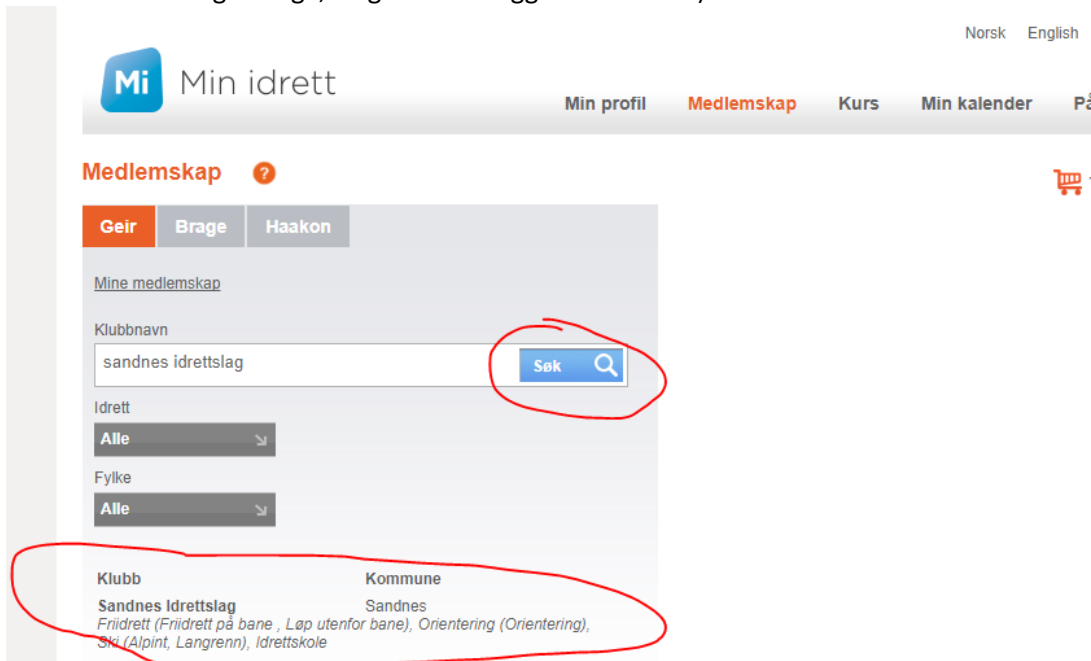 Norsk English
Mi Min idrett
Min profil Medlemskap Kurs Min kalender
Medlemskap ?
Geir Brage Haakon
Mine medlemskap
Klubbnavn
sandnes idrettslag Søk
Idrett
Alle
Fylke
Alle
Klubb Kommune
Sandnes Idrettslag Sandnes
Friidrett (Friidrett på bane , Løp utenfor bane), Orientering (Orientering),
Ski (Alpint, Langrenn), Idrettskole